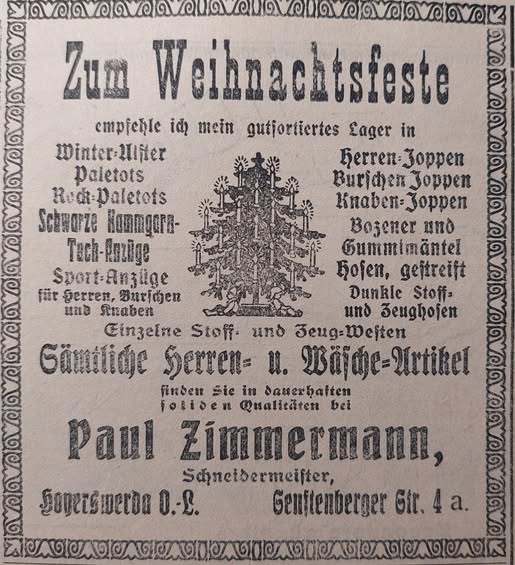 Zum Weihnachtsfeste
empfehle ich mein gutsortiertes Lager in
Winter-Ulster
Paletots
Rock-Paletots
Schwarze Kammgarn-
Tuch-Anzüge
Sport-Anzüge
für Herren, Burschen
und Knaben
Herren-Joppen
Burschen Joppen
Knaben-Joppen
Bozener und
Gummimäntel
Hosen, gestreift
Dunkle Stoff-
und Zeughosen
Einzelne Stoff- und Zeug-Westen
Sämtliche Herren- u. Wäsche-Artikel
finden Sie in dauerhaften
soliden Qualitäten bei
Paul Zimmermann,
Schneidermeister,
Hoyerswerda O.-L.
Senftenberger Str. 4 a.